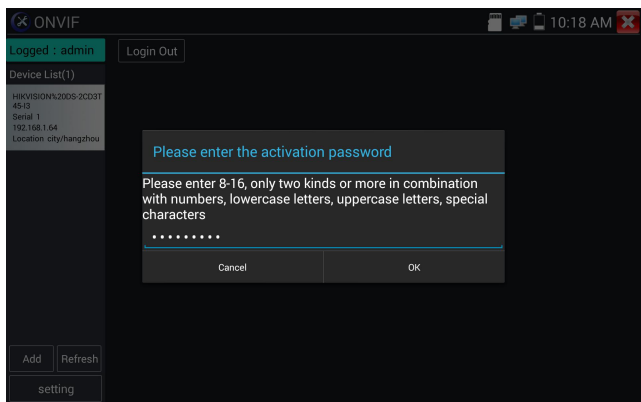 ONVIF
10:18 AM
Logged : admin
Login Out
Device List(1)
HIKVISION%20DS-2CD3T
45-I3
Serial 1
192.168.1.64
Location city/hangzhou
Please enter the activation password
Please enter 8-16, only two kinds or more in combination
with numbers, lowercase letters, uppercase letters, special
characters
•••••••••
Cancel
OK
Add
Refresh
setting